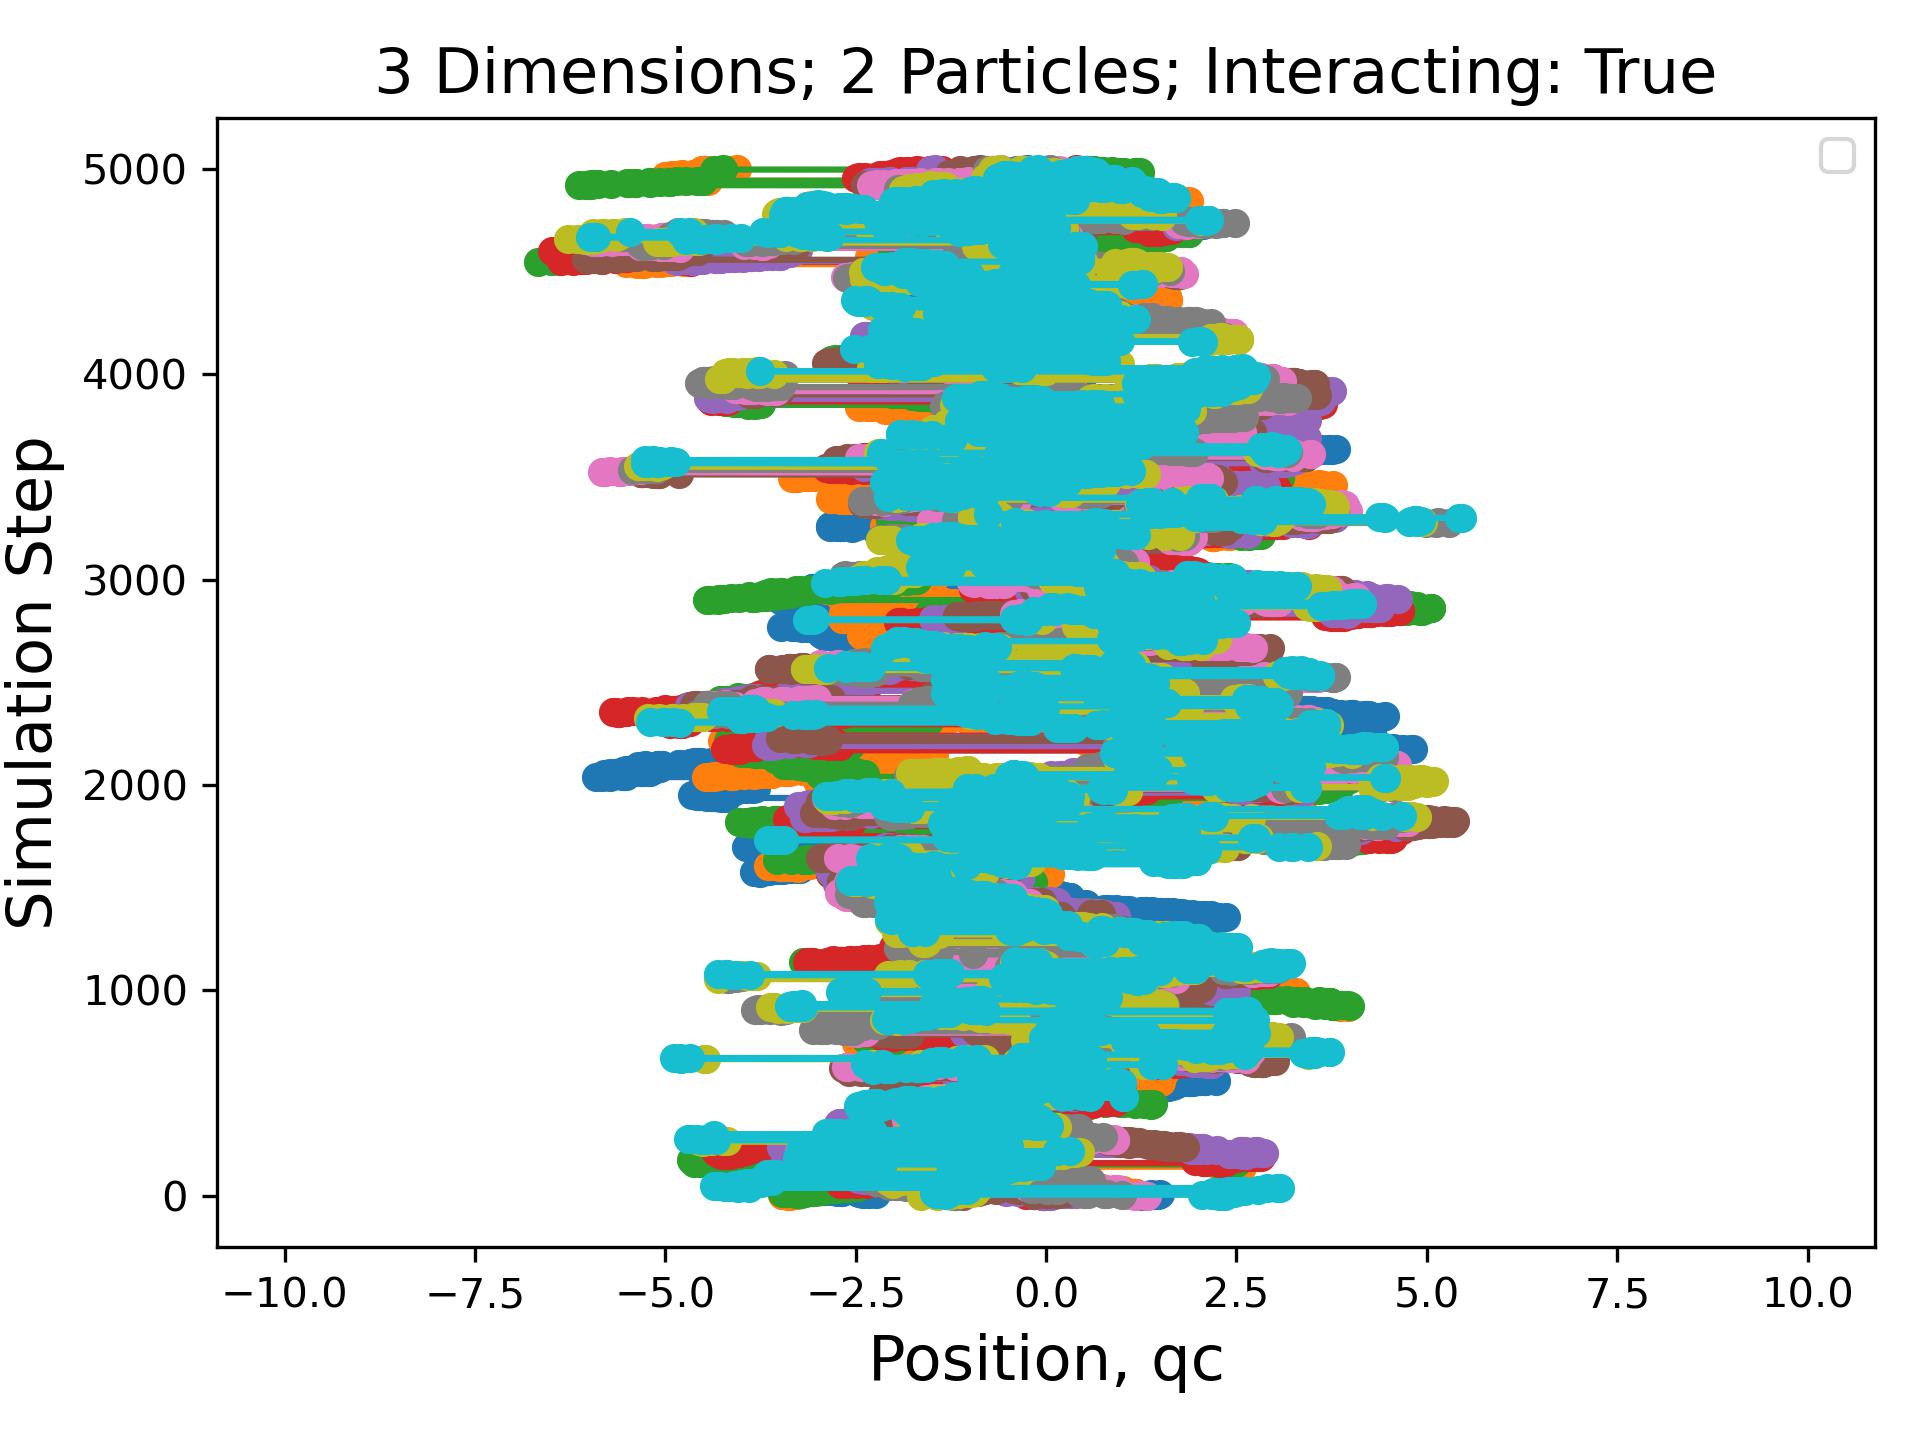 3 Dimensions; 2 Particles; Interacting: True
5000
4000
3000
2000
1000
0
Simulation Step
−10.0 −7.5 −5.0 −2.5 0.0 2.5 5.0 7.5 10.0
Position, qc